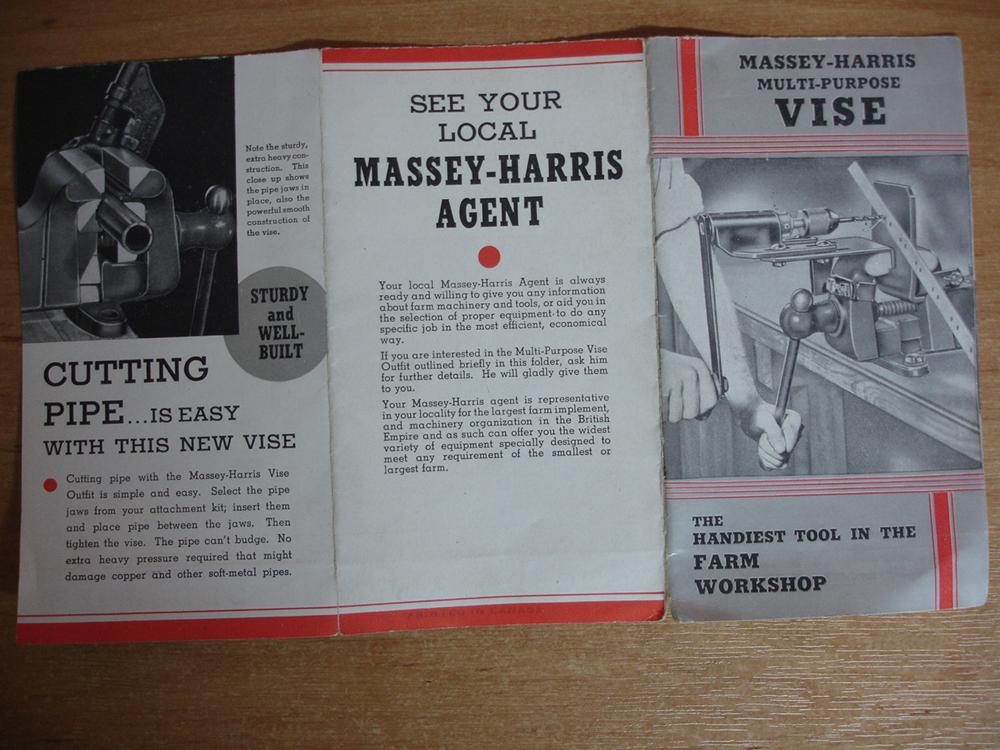 Note the sturdy,
extra heavy con-
struction. This
close up shows
the pipe jaws in
place, also the
powerful smooth
construction of
the vise.
STURDY
and
WELL-
BUILT
CUTTING
PIPE...IS EASY
WITH THIS NEW VISE
Cutting pipe with the Massey-Harris Vise
Outfit is simple and easy. Select the pipe
jaws from your attachment kit; insert them
and place pipe between the jaws. Then
tighten the vise. The pipe can't budge. No
extra heavy pressure required that might
damage copper and other soft-metal pipes.
SEE YOUR
LOCAL
MASSEY-HARRIS
AGENT
Your local Massey-Harris Agent is always
ready and willing to give you any information
about farm machinery and tools, or aid you in
the selection of proper equipment to do any
specific job in the most efficient, economical
way.
If you are interested in the Multi-Purpose Vise
Outfit outlined briefly in this folder, ask him
for further details. He will gladly give them
to you.
Your Massey-Harris agent is representative
in your locality for the largest farm implement,
and machinery organization in the British
Empire and as such can offer you the widest
variety of equipment specially designed to
meet any requirement of the smallest or
largest farm.
PRINTED IN CANADA
MASSEY-HARRIS
MULTI-PURPOSE
VISE
THE
HANDIEST TOOL IN THE
FARM
WORKSHOP